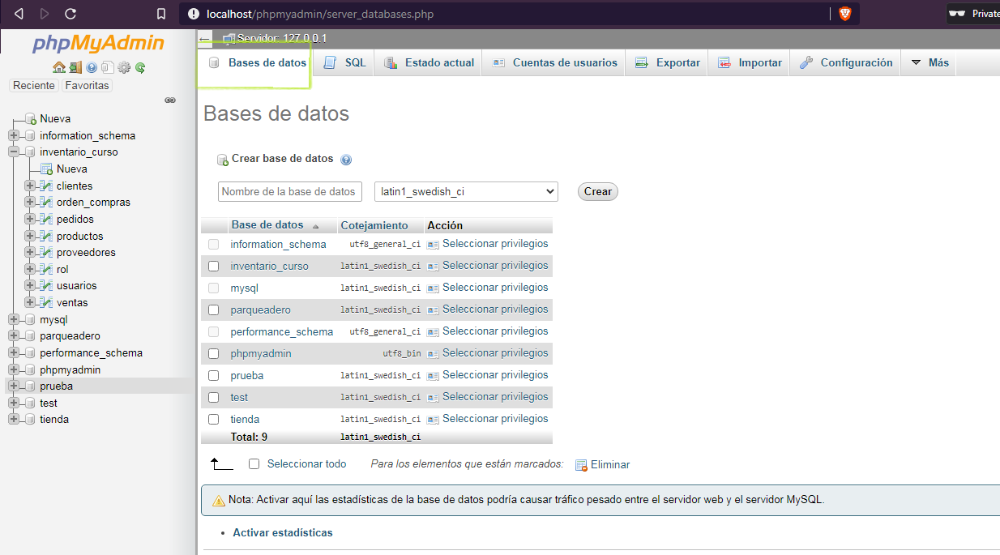 localhost/phpmyadmin/server_databases.php
Private
phpMyAdmin
Reciente Favoritas
Nueva
information_schema
inventario_curso
Nueva
clientes
orden_compras
pedidos
productos
proveedores
rol
usuarios
ventas
mysql
parqueadero
performance_schema
phpmyadmin
prueba
test
tienda
Servidor: 127.0.0.1
Bases de datos SQL Estado actual Cuentas de usuarios Exportar Importar Configuración Más
Bases de datos
Crear base de datos
Nombre de la base de datos latin1_swedish_ci Crear
Base de datos Cotejamiento Acción
information_schema utf8_general_ci Seleccionar privilegios
inventario_curso latin1_swedish_ci Seleccionar privilegios
mysql latin1_swedish_ci Seleccionar privilegios
parqueadero latin1_swedish_ci Seleccionar privilegios
performance_schema utf8_general_ci Seleccionar privilegios
phpmyadmin utf8_bin Seleccionar privilegios
prueba latin1_swedish_ci Seleccionar privilegios
test latin1_swedish_ci Seleccionar privilegios
tienda latin1_swedish_ci Seleccionar privilegios
Total: 9 latin1_swedish_ci
Seleccionar todo Para los elementos que están marcados: Eliminar
Nota: Activar aquí las estadísticas de la base de datos podría causar tráfico pesado entre el servidor web y el servidor MySQL.
• Activar estadísticas